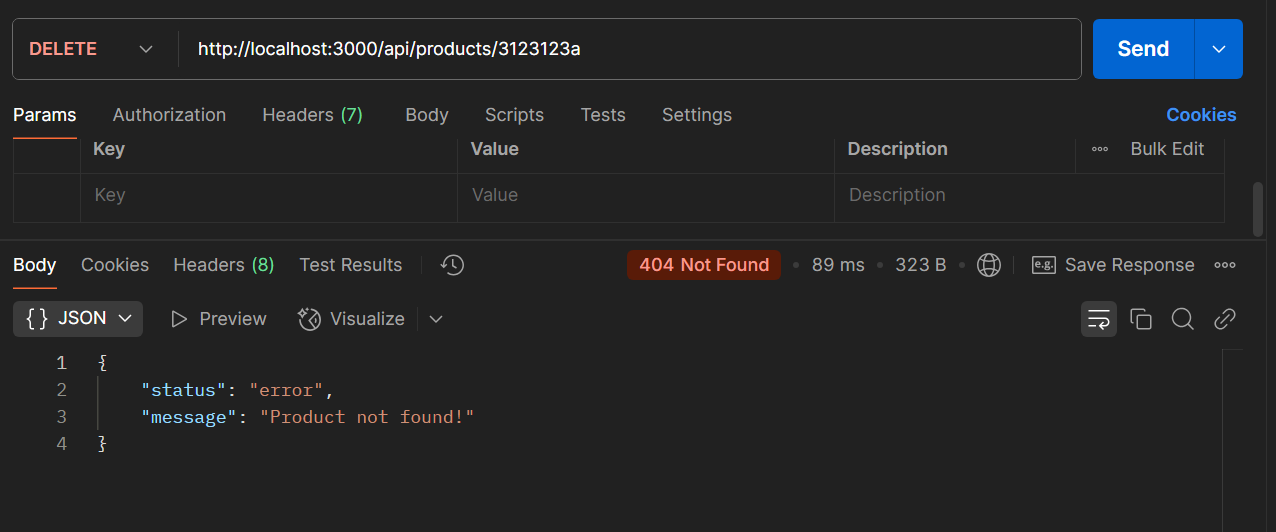 DELETE http://localhost:3000/api/products/3123123a Send
Params Authorization Headers (7) Body Scripts Tests Settings Cookies
Key Value Description Bulk Edit
Key Value Description
Body Cookies Headers (8) Test Results 404 Not Found 89 ms 323 B e.g. Save Response
{} JSON Preview Visualize
1 {
2 "status": "error",
3 "message": "Product not found!"
4 }